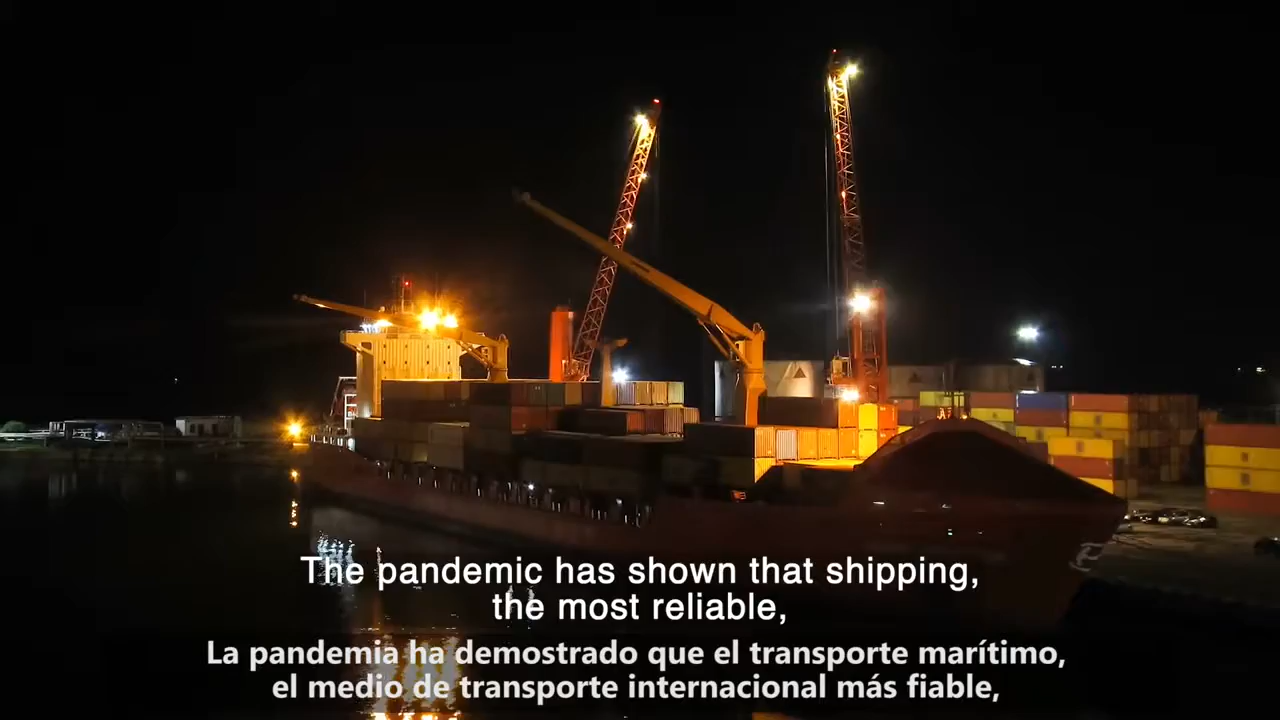 The pandemic has shown that shipping,
the most reliable,
La pandemia ha demostrado que el transporte marítimo,
el medio de transporte internacional más fiable,